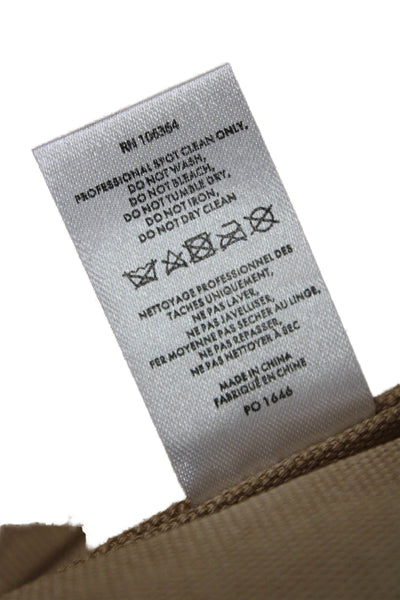 RN 106364
PROFESSIONAL SPOT CLEAN ONLY,
DO NOT WASH,
DO NOT BLEACH,
DO NOT TUMBLE DRY,
DO NOT IRON,
DO NOT DRY CLEAN
NETTOYAGE PROFESSIONNEL DES
TACHES UNIQUEMENT,
NE PAS LAVER,
NE PAS JAVELLISER,
FER MOYENNE PAS SÉCHER AU LINGE,
NE PAS REPASSER,
NE PAS NETTOYER À SEC
MADE IN CHINA
FABRIQUÉ EN CHINE
PO 1646